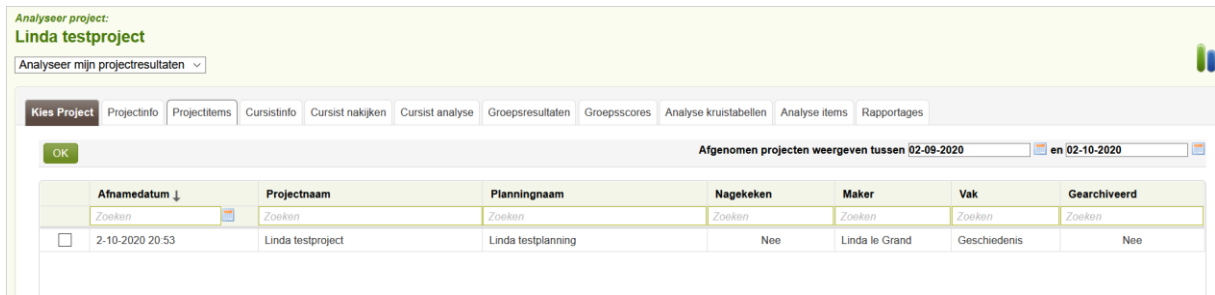 Analyseer project:
Linda testproject
Analyseer mijn projectresultaten
Kies Project Projectinfo Projectitems Cursistinfo Cursist nakijken Cursist analyse Groepsresultaten Groepsscores Analyse kruistabellen Analyse items Rapportages
OK Afgenomen projecten weergeven tussen 02-09-2020 en 02-10-2020
Afnamedatum ↓ Projectnaam Planningnaam Nagekeken Maker Vak Gearchiveerd
Zoeken Zoeken Zoeken Zoeken Zoeken Zoeken Zoeken
2-10-2020 20:53 Linda testproject Linda testplanning Nee Linda le Grand Geschiedenis Nee